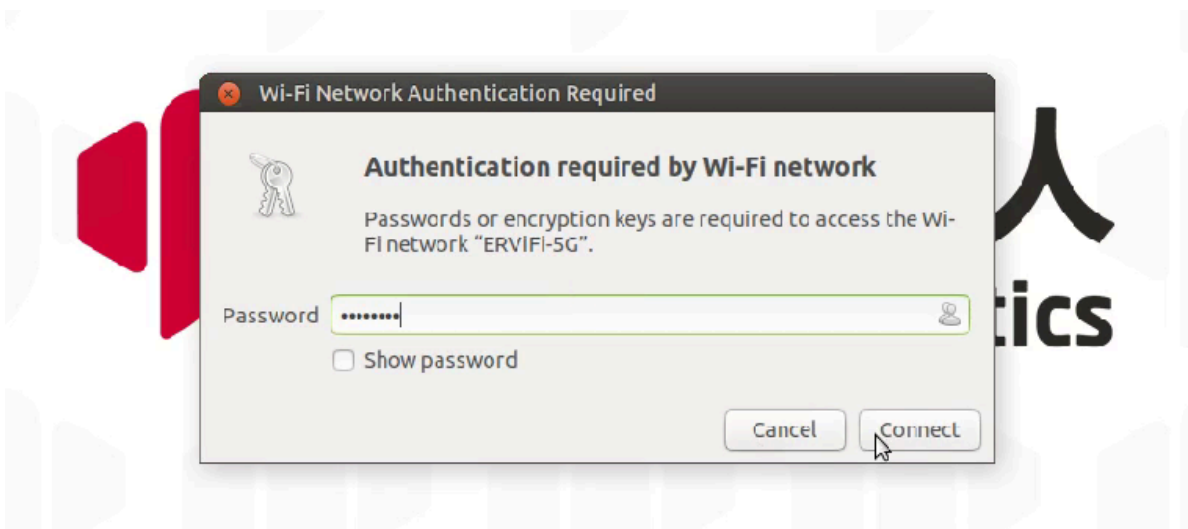 Wi-Fi Network Authentication Required
Authentication required by Wi-Fi network
Passwords or encryption keys are required to access the Wi-
Fi network “ERVIFI-5G”.
人
Password ••••••••
tics
Show password
Cancel Connect